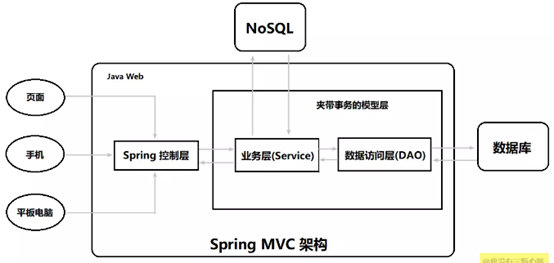 NoSQL
Java Web
页面
夹带事务的模型层
手机
Spring 控制层
业务层(Service)
数据访问层(DAO)
数据库
平板电脑
Spring MVC 架构